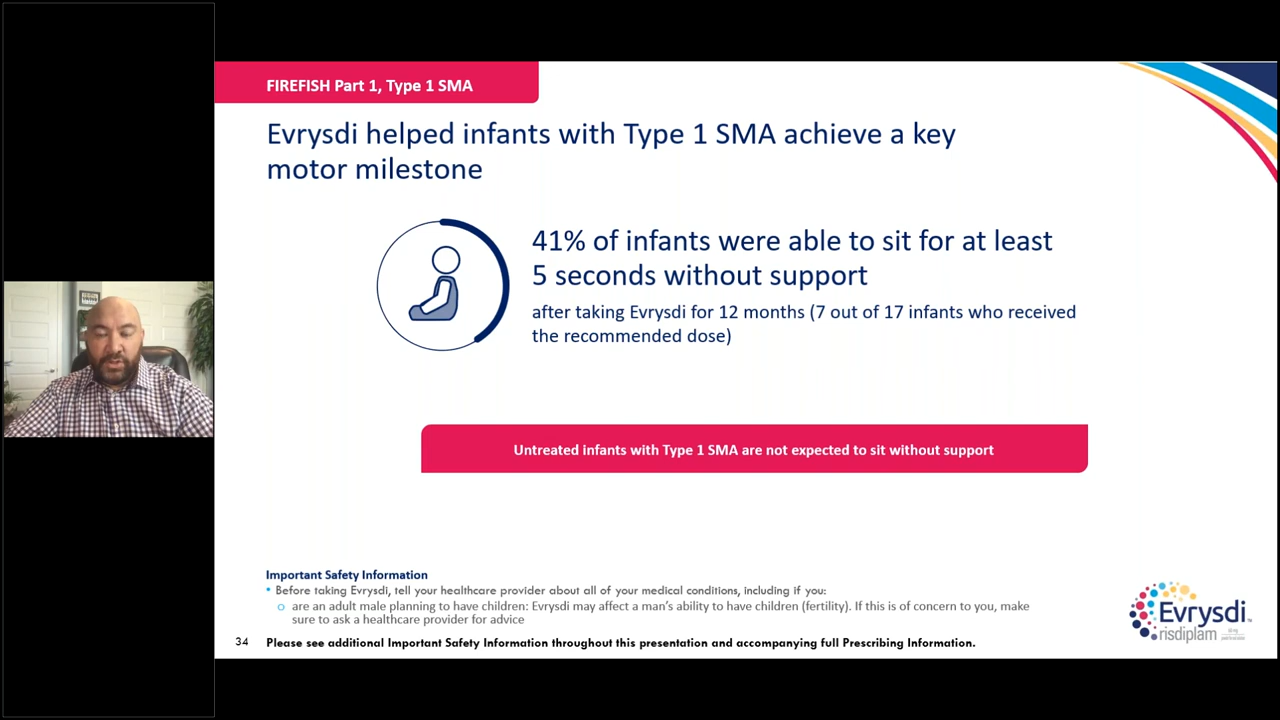 FIREFISH Part 1, Type 1 SMA
Evrysdi helped infants with Type 1 SMA achieve a key
motor milestone
41% of infants were able to sit for at least
5 seconds without support
after taking Evrysdi for 12 months (7 out of 17 infants who received
the recommended dose)
Untreated infants with Type 1 SMA are not expected to sit without support
Important Safety Information
• Before taking Evrysdi, tell your healthcare provider about all of your medical conditions, including if you:
o are an adult male planning to have children: Evrysdi may affect a man's ability to have children (fertility). If this is of concern to you, make
sure to ask a healthcare provider for advice
34 Please see additional Important Safety Information throughout this presentation and accompanying full Prescribing Information.
Evrysdi
risdiplam